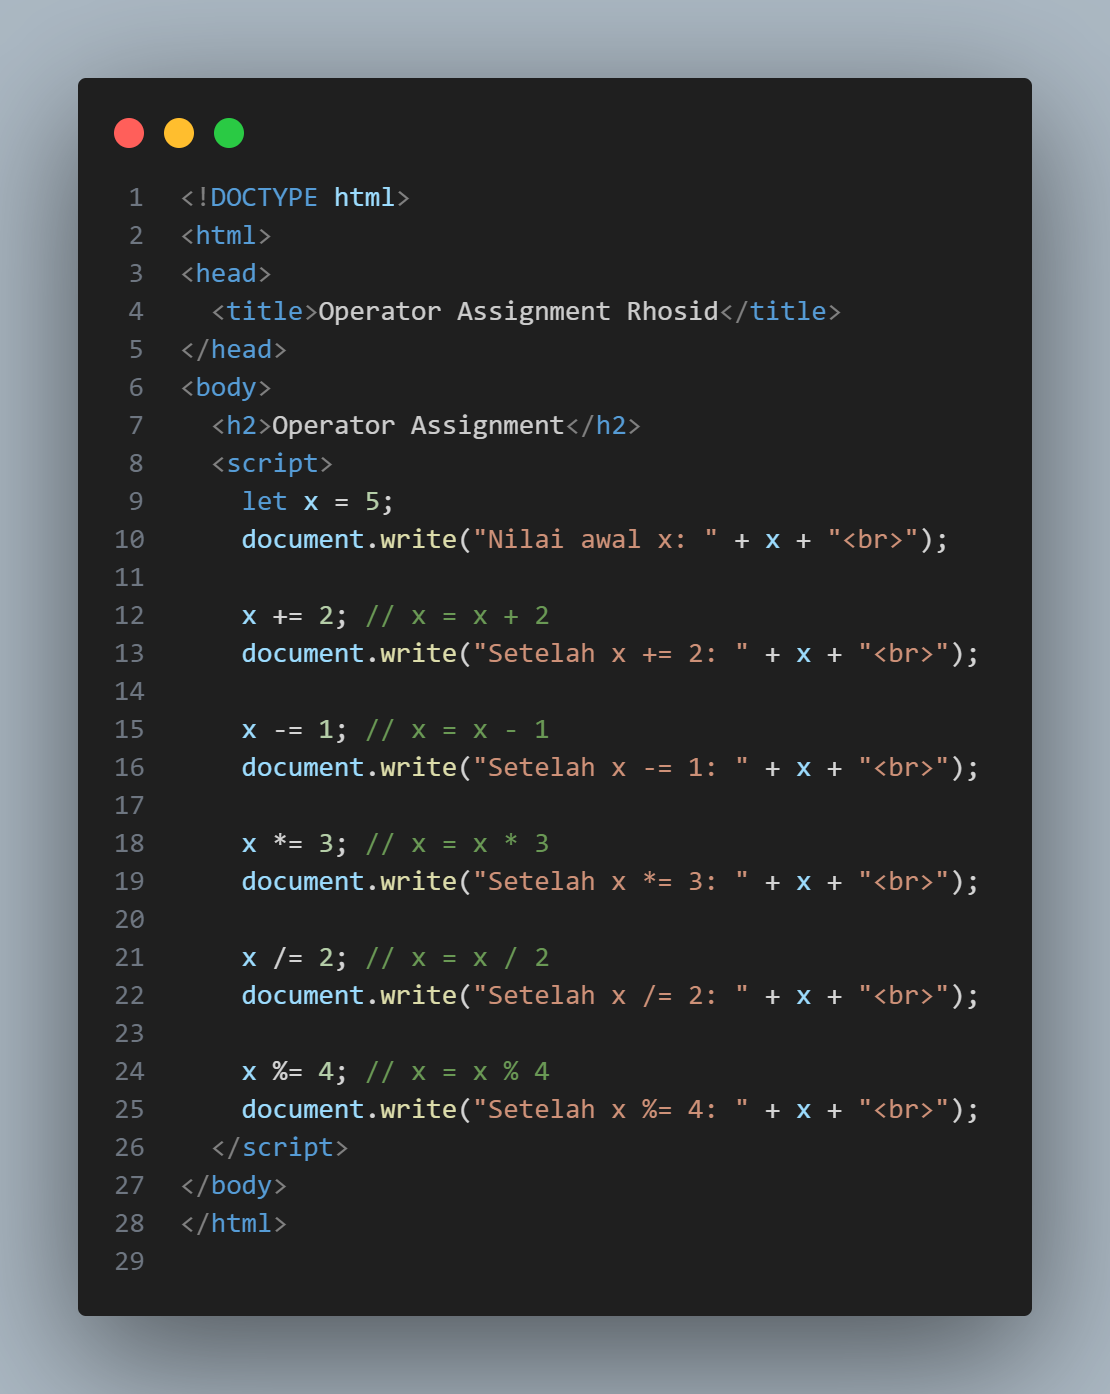 1 <!DOCTYPE html>
2 <html>
3 <head>
4   <title>Operator Assignment Rhosid</title>
5 </head>
6 <body>
7   <h2>Operator Assignment</h2>
8   <script>
9     let x = 5;
10     document.write("Nilai awal x: " + x + "<br>");
11
12     x += 2; // x = x + 2
13     document.write("Setelah x += 2: " + x + "<br>");
14
15     x -= 1; // x = x - 1
16     document.write("Setelah x -= 1: " + x + "<br>");
17
18     x *= 3; // x = x * 3
19     document.write("Setelah x *= 3: " + x + "<br>");
20
21     x /= 2; // x = x / 2
22     document.write("Setelah x /= 2: " + x + "<br>");
23
24     x %= 4; // x = x % 4
25     document.write("Setelah x %= 4: " + x + "<br>");
26   </script>
27 </body>
28 </html>
29